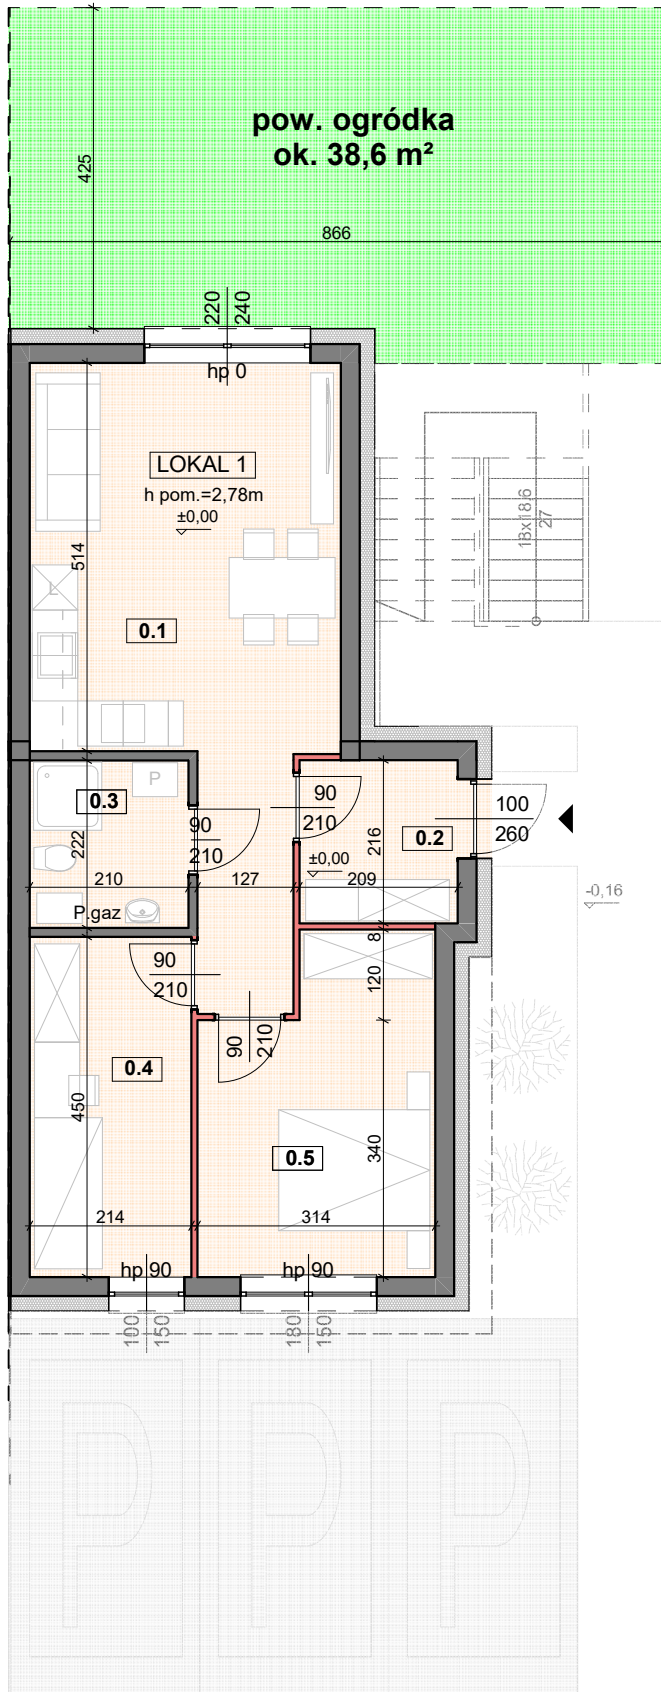 pow. ogródka
ok. 38,6 m²
425
866
220
240
hp 0
LOKAL 1
h pom.=2,78m
±0,00
18x18,6
27
514
L
0.1
0.3
P
90
210
90
210
100
260
0.2
222
216
±0,00
210
127
209
-0,16
P.gaz
8
90
210
120
90
210
0.4
450
0.5
340
214
314
hp 90
hp 90
100
150
180
150
P
P
P